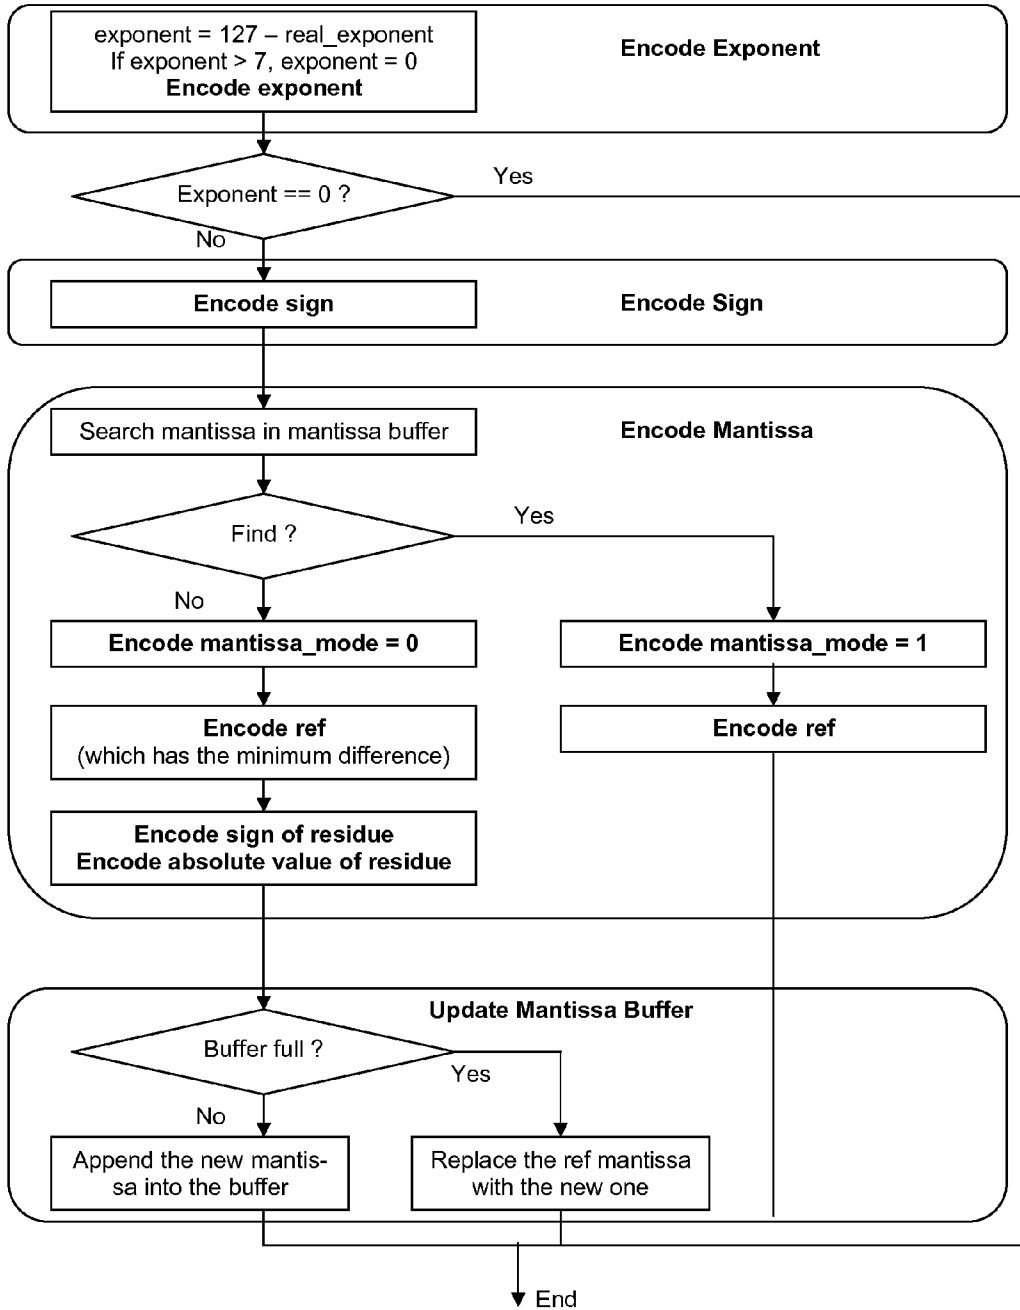 exponent = 127 – real_exponent
If exponent > 7, exponent = 0
Encode exponent
Encode Exponent
Exponent == 0 ?
Yes
No
Encode sign
Encode Sign
Search mantissa in mantissa buffer
Encode Mantissa
Find ?
Yes
No
Encode mantissa_mode = 0
Encode mantissa_mode = 1
Encode ref
(which has the minimum difference)
Encode ref
Encode sign of residue
Encode absolute value of residue
Update Mantissa Buffer
Buffer full ?
Yes
No
Append the new mantis-
sa into the buffer
Replace the ref mantissa
with the new one
End